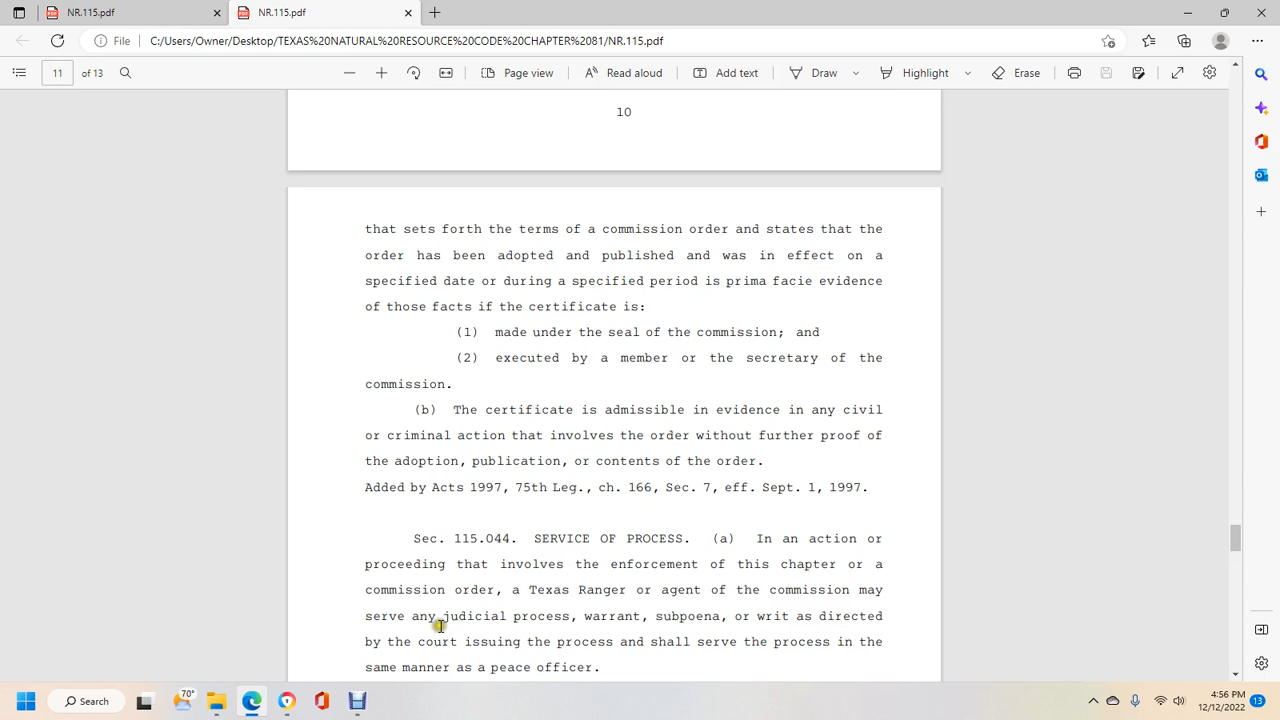 NR.115.pdf
NR.115.pdf
File C:/Users/Owner/Desktop/TEXAS%20NATURAL%20RESOURCE%20CODE%20CHAPTER%2081/NR.115.pdf
11 of 13 Page view Read aloud Add text Draw Highlight Erase
10
that sets forth the terms of a commission order and states that the
order has been adopted and published and was in effect on a
specified date or during a specified period is prima facie evidence
of those facts if the certificate is:
(1) made under the seal of the commission; and
(2) executed by a member or the secretary of the
commission.
(b) The certificate is admissible in evidence in any civil
or criminal action that involves the order without further proof of
the adoption, publication, or contents of the order.
Added by Acts 1997, 75th Leg., ch. 166, Sec. 7, eff. Sept. 1, 1997.
Sec. 115.044. SERVICE OF PROCESS. (a) In an action or
proceeding that involves the enforcement of this chapter or a
commission order, a Texas Ranger or agent of the commission may
serve any judicial process, warrant, subpoena, or writ as directed
by the court issuing the process and shall serve the process in the
same manner as a peace officer.
Search 70° 4:56 PM
12/12/2022 13